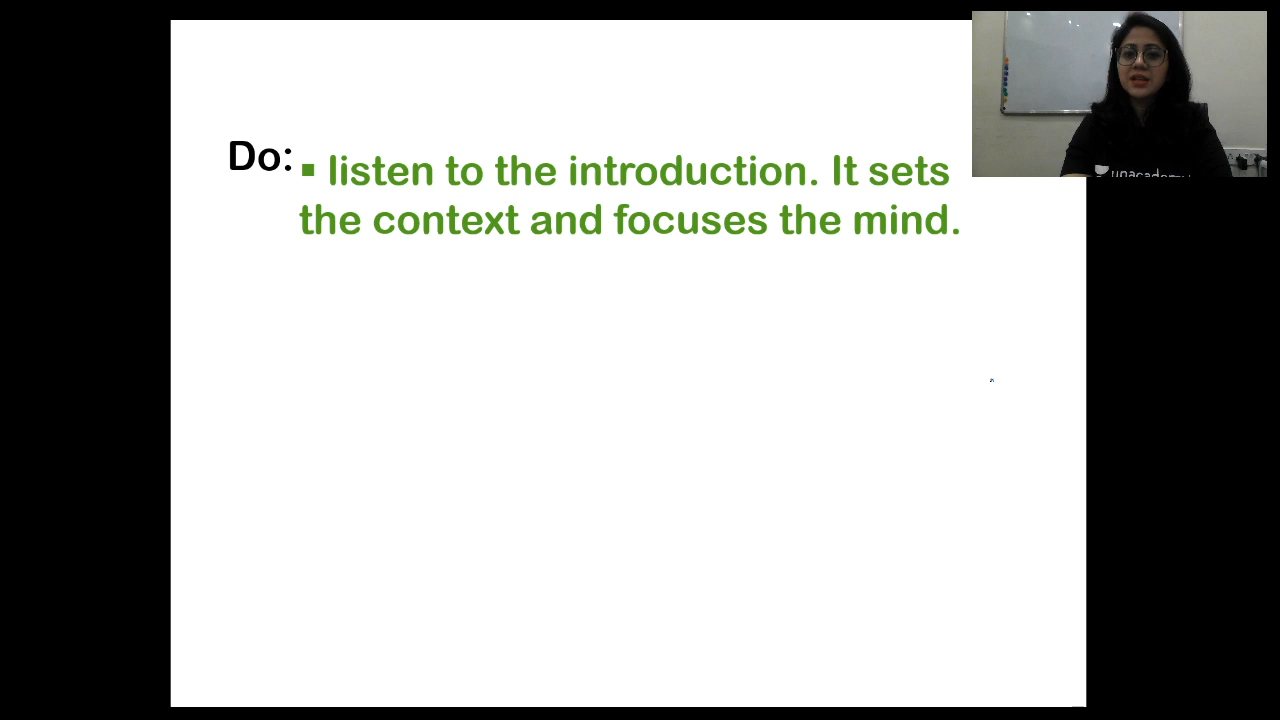 Do:
▪ listen to the introduction. It sets
the context and focuses the mind.
unacademy